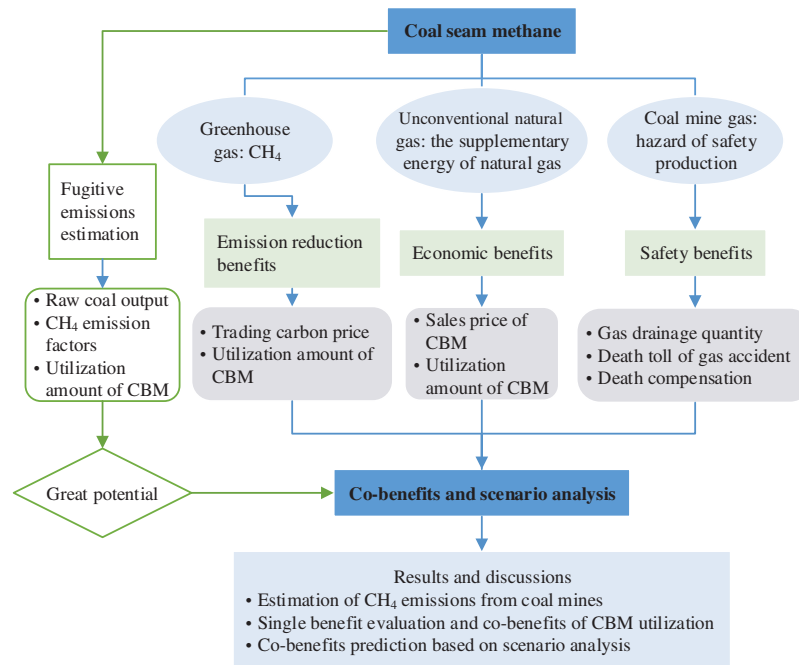 Coal seam methane
Greenhouse
gas: CH₄
Unconventional natural
gas: the supplementary
energy of natural gas
Coal mine gas:
hazard of safety
production
Fugitive
emissions
estimation
Emission reduction
benefits
Economic benefits
Safety benefits
• Raw coal output
• CH₄ emission
factors
• Utilization
amount of CBM
• Trading carbon price
• Utilization amount of
CBM
• Sales price of
CBM
• Utilization
amount of CBM
• Gas drainage quantity
• Death toll of gas accident
• Death compensation
Great potential
Co-benefits and scenario analysis
Results and discussions
• Estimation of CH₄ emissions from coal mines
• Single benefit evaluation and co-benefits of CBM utilization
• Co-benefits prediction based on scenario analysis